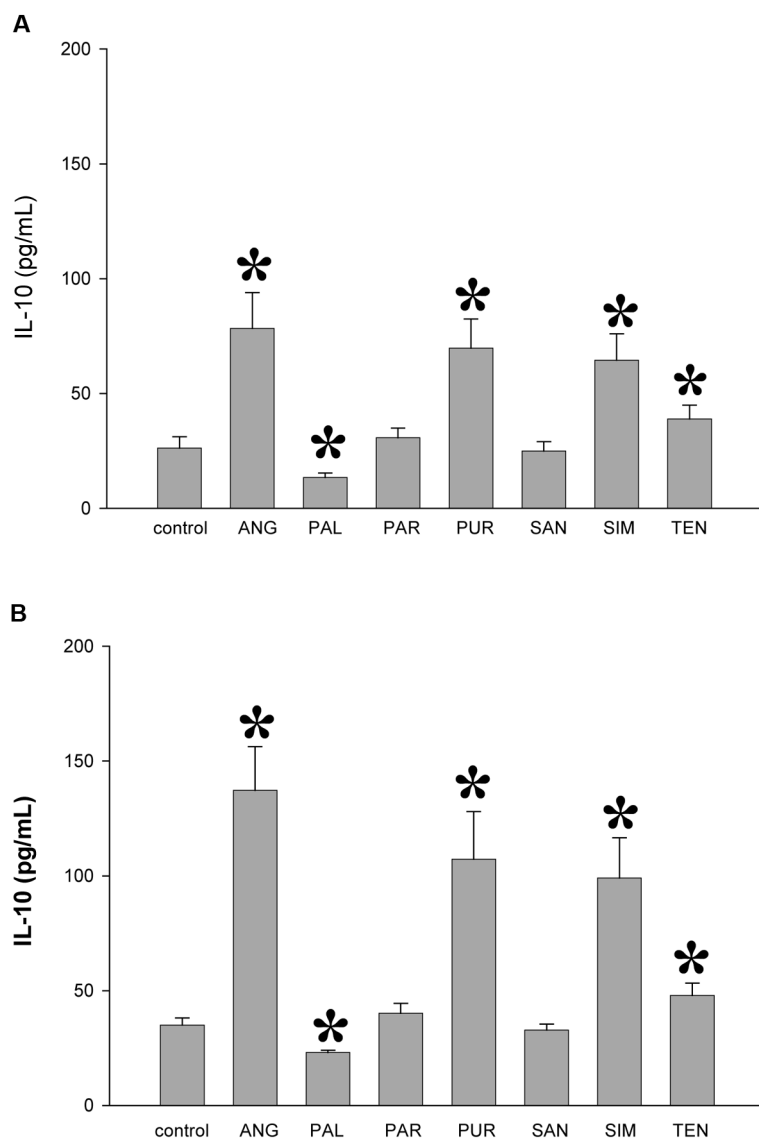 A
200
150
100
50
0
IL-10 (pg/mL)
* * * * *
control ANG PAL PAR PUR SAN SIM TEN
B
200
150
100
50
0
IL-10 (pg/mL)
* * * * *
control ANG PAL PAR PUR SAN SIM TEN